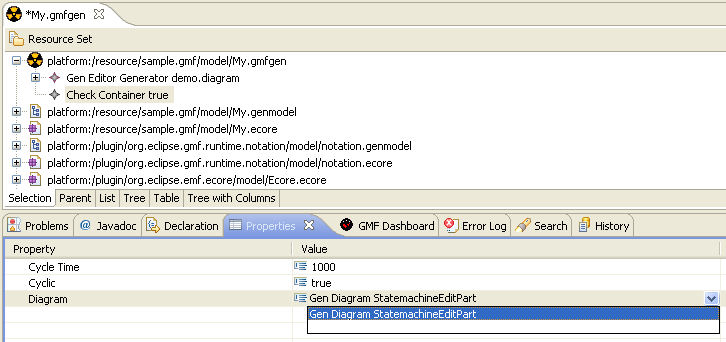 *My.gmfgen
Resource Set
platform:/resource/sample.gmf/model/My.gmfgen
Gen Editor Generator demo.diagram
Check Container true
platform:/resource/sample.gmf/model/My.genmodel
platform:/resource/sample.gmf/model/My.ecore
platform:/plugin/org.eclipse.gmf.runtime.notation/model/notation.genmodel
platform:/plugin/org.eclipse.gmf.runtime.notation/model/notation.ecore
platform:/plugin/org.eclipse.emf.ecore/model/Ecore.ecore
Selection Parent List Tree Table Tree with Columns
Problems @ Javadoc Declaration Properties GMF Dashboard Error Log Search History
Property Value
Cycle Time 1000
Cyclic true
Diagram Gen Diagram StatemachineEditPart
Gen Diagram StatemachineEditPart